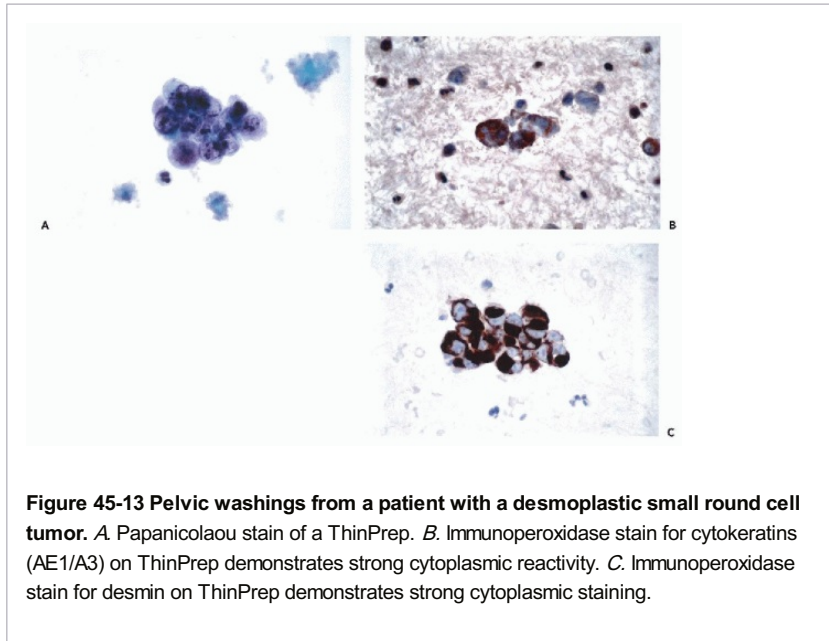 A
B
C
Figure 45-13 Pelvic washings from a patient with a desmoplastic small round cell
tumor. A. Papanicolaou stain of a ThinPrep. B. Immunoperoxidase stain for cytokeratins
(AE1/A3) on ThinPrep demonstrates strong cytoplasmic reactivity. C. Immunoperoxidase
stain for desmin on ThinPrep demonstrates strong cytoplasmic staining.